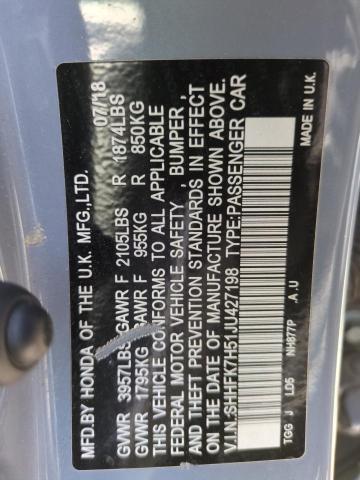 MFD.BY HONDA OF THE U.K. MFG.,LTD. 07/18
GVWR 3957LBS GAWR F 2105LBS R 1874LBS
GVWR 1795KG GAWR F 955KG R 850KG
THIS VEHICLE CONFORMS TO ALL APPLICABLE
FEDERAL MOTOR VEHICLE SAFETY , BUMPER ,
AND THEFT PREVENTION STANDARDS IN EFFECT
ON THE DATE OF MANUFACTURE SHOWN ABOVE.
V.I.N.:SHHFK7H51JU427198 TYPE:PASSENGER CAR
TGG J LD5 NH877P .A .U MADE IN U.K.